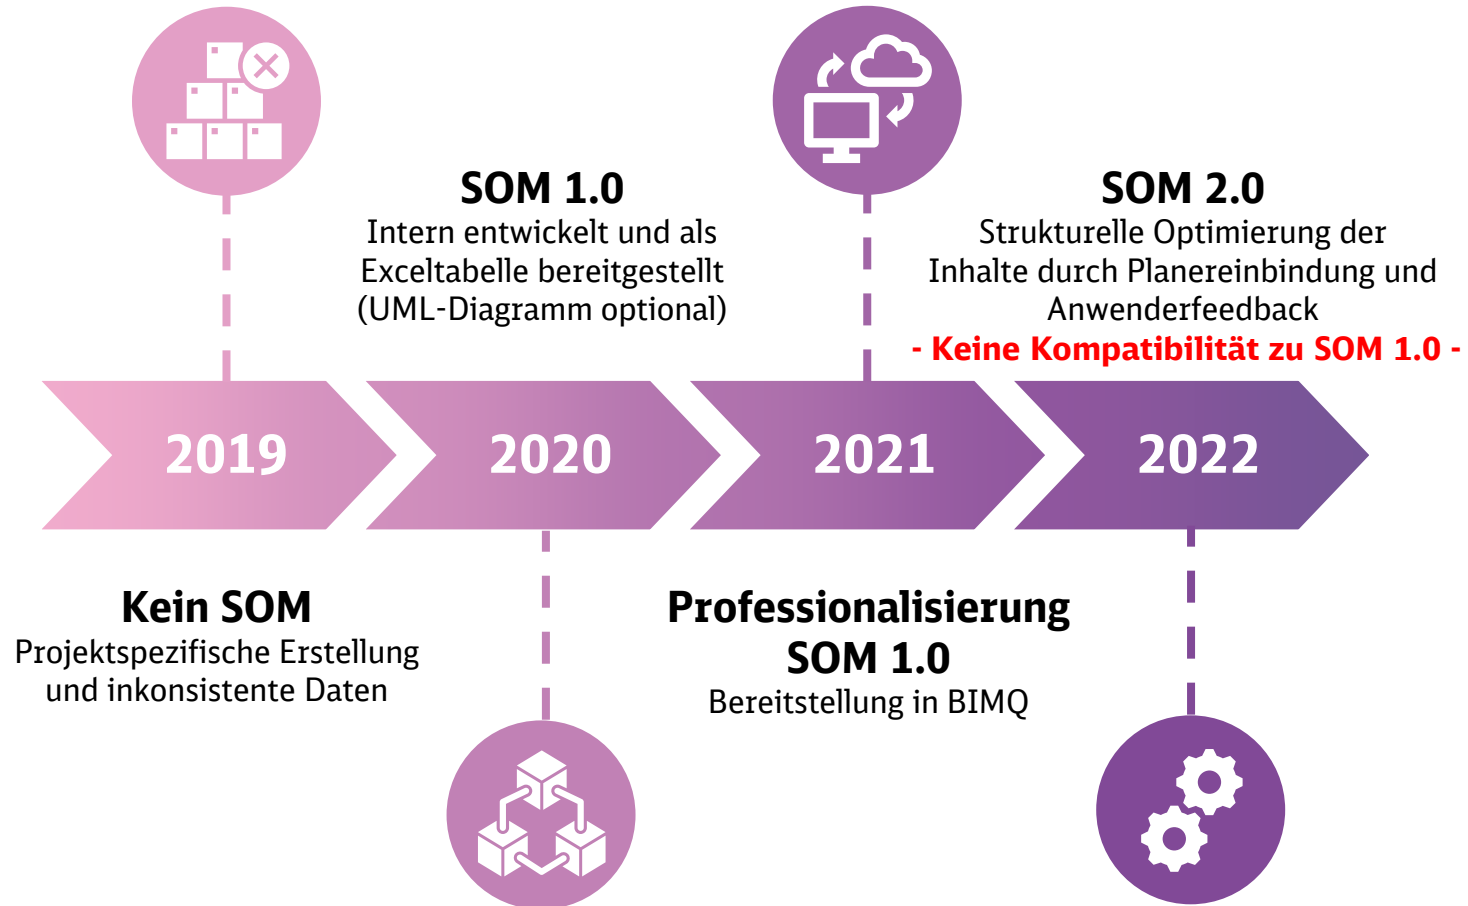 SOM 1.0
Intern entwickelt und als
Exceltabelle bereitgestellt
(UML-Diagramm optional)
SOM 2.0
Strukturelle Optimierung der
Inhalte durch Planereinbindung und
Anwenderfeedback
- Keine Kompatibilität zu SOM 1.0 -
2019
2020
2021
2022
Kein SOM
Projektspezifische Erstellung
und inkonsistente Daten
Professionalisierung
SOM 1.0
Bereitstellung in BIMQ